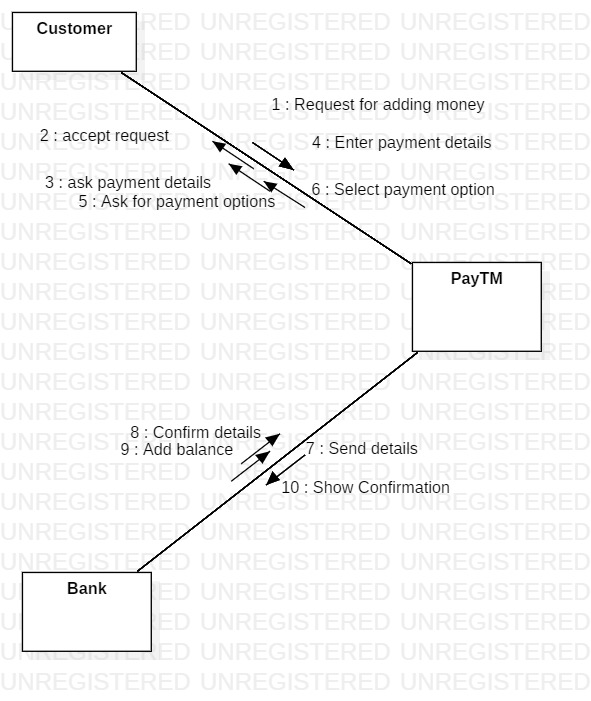 Customer
1 : Request for adding money
2 : accept request
4 : Enter payment details
3 : ask payment details
6 : Select payment option
5 : Ask for payment options
PayTM
8 : Confirm details
9 : Add balance
7 : Send details
10 : Show Confirmation
Bank
UNREGISTERED